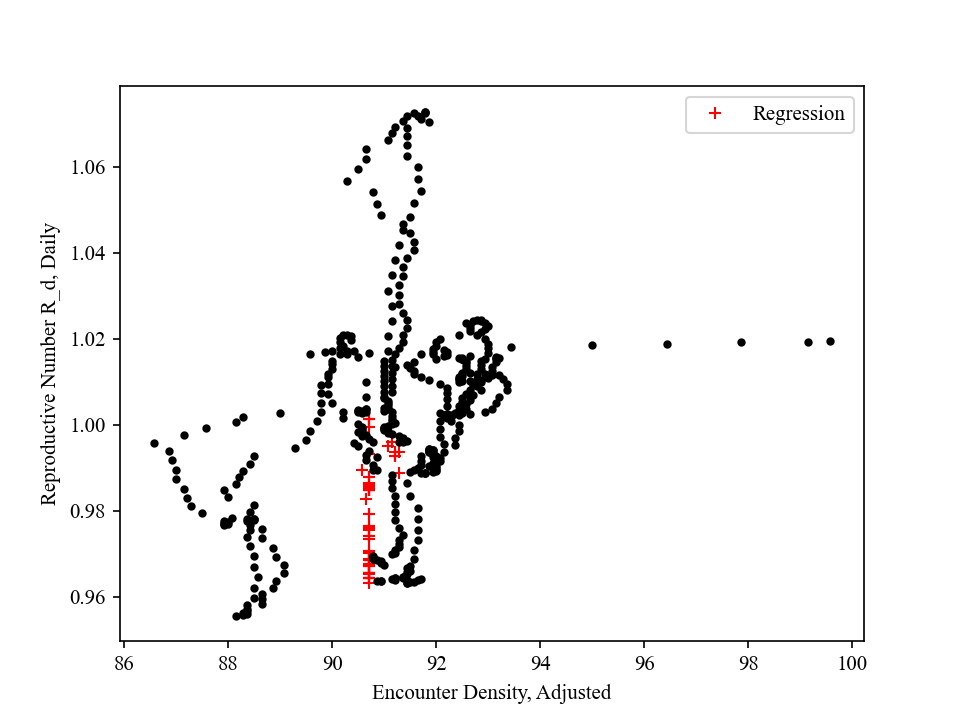 Regression
1.06
1.04
1.02
1.00
0.98
0.96
Reproductive Number R_d, Daily
86 88 90 92 94 96 98 100
Encounter Density, Adjusted